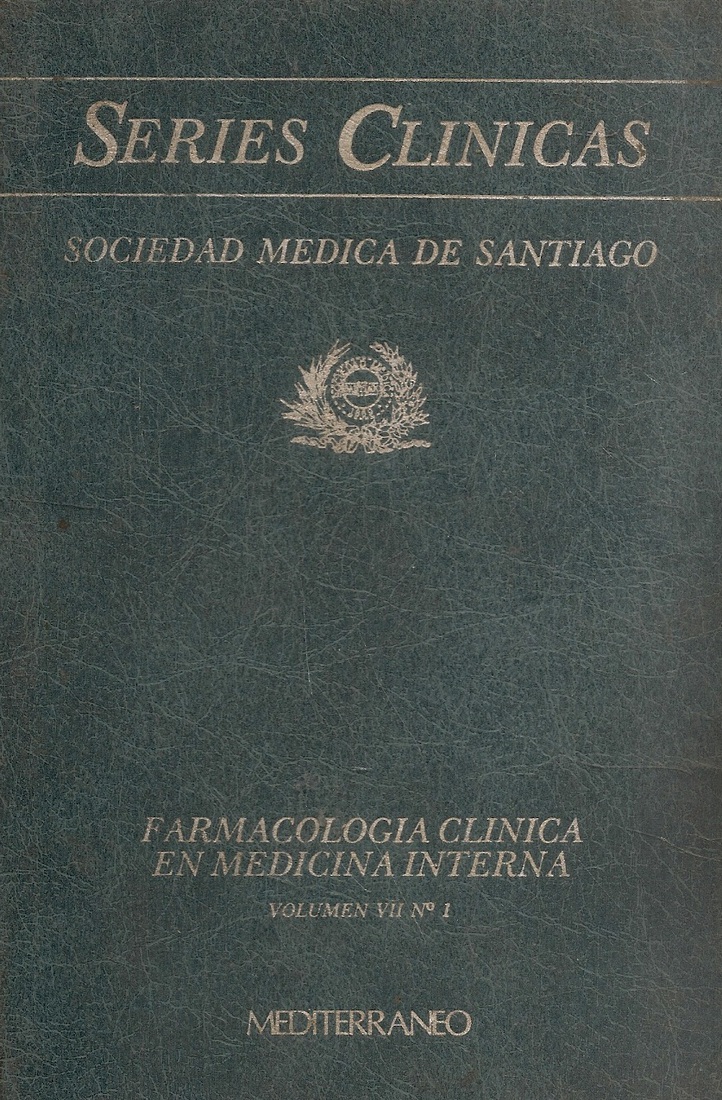 SERIES CLINICAS
SOCIEDAD MEDICA DE SANTIAGO
FARMACOLOGIA CLINICA
EN MEDICINA INTERNA
VOLUMEN VII Nº 1
MEDITERRANEO